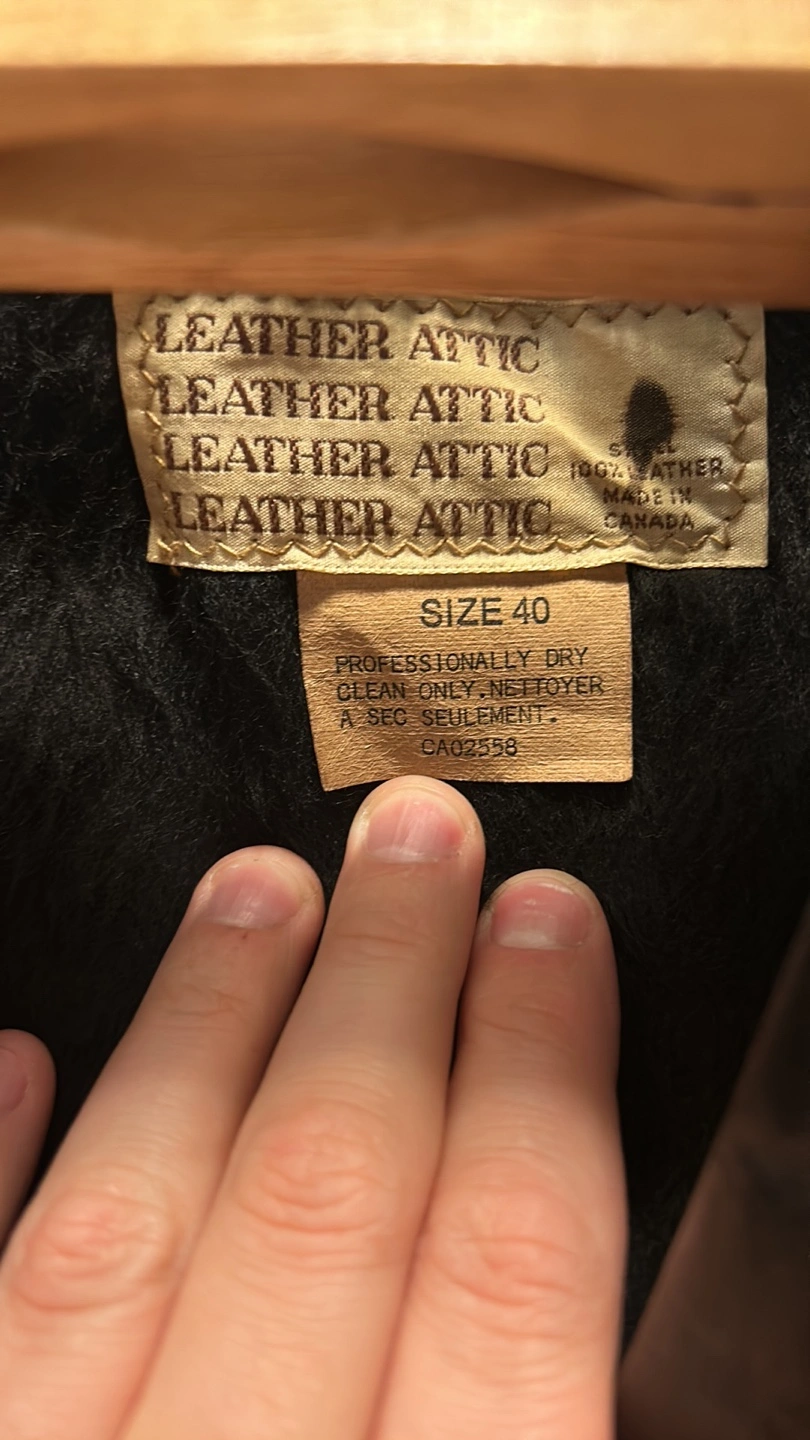 LEATHER ATTIC
LEATHER ATTIC
LEATHER ATTIC
LEATHER ATTIC
100% LEATHER
MADE IN
CANADA
SIZE 40
PROFESSIONALLY DRY
CLEAN ONLY.NETTOYER
A SEC SEULEMENT.
CA02558